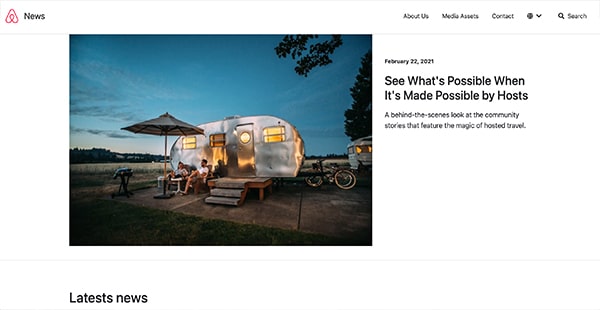 News
About Us
Media Assets
Contact
Search
February 22, 2021
See What's Possible When
It's Made Possible by Hosts
A behind-the-scenes look at the community
stories that feature the magic of hosted travel.
Latests news